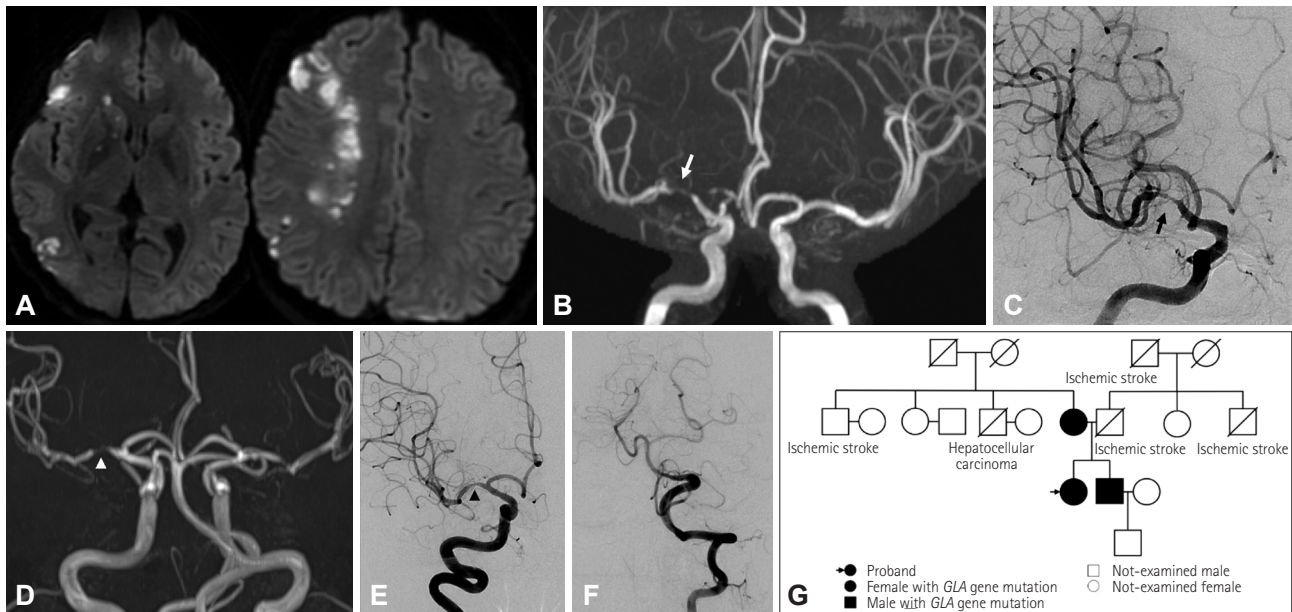 A
B
C
D
E
F
G
Ischemic stroke
Ischemic stroke
Hepatocellular
carcinoma
Ischemic stroke
Ischemic stroke
Proband
Female with GLA gene mutation
Male with GLA gene mutation
Not-examined male
Not-examined female